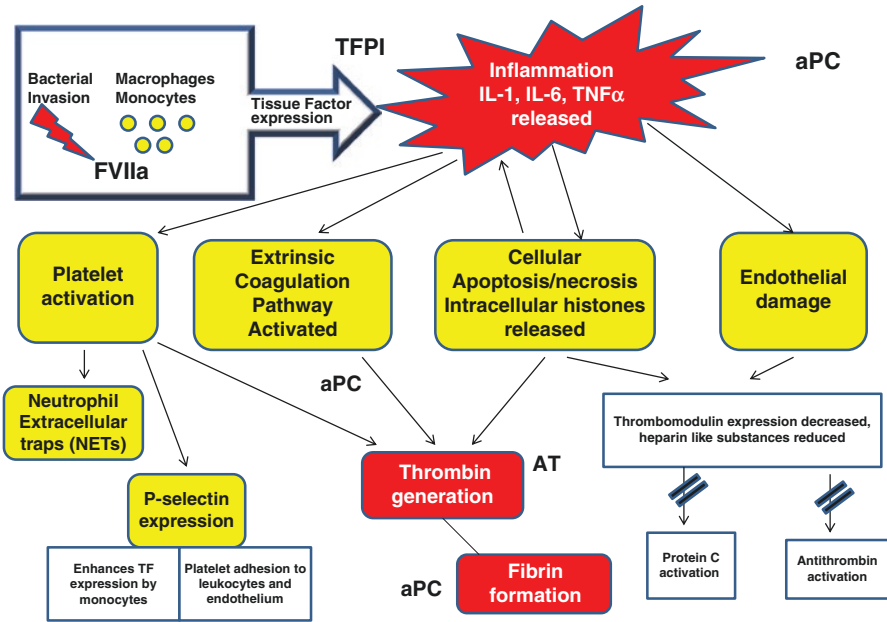 TFPI
Bacterial
Invasion
Macrophages
Monocytes
FVIIa
Tissue Factor
expression
Inflammation
IL-1, IL-6, TNFα
released
aPC
Platelet
activation
Extrinsic
Coagulation
Pathway
Activated
Cellular
Apoptosis/necrosis
Intracellular histones
released
Endothelial
damage
Neutrophil
Extracellular
traps (NETs)
aPC
Thrombomodulin expression decreased,
heparin like substances reduced
Thrombin
generation
AT
P-selectin
expression
Enhances TF
expression by
monocytes
Platelet adhesion to
leukocytes and
endothelium
aPC
Fibrin
formation
Protein C
activation
Antithrombin
activation